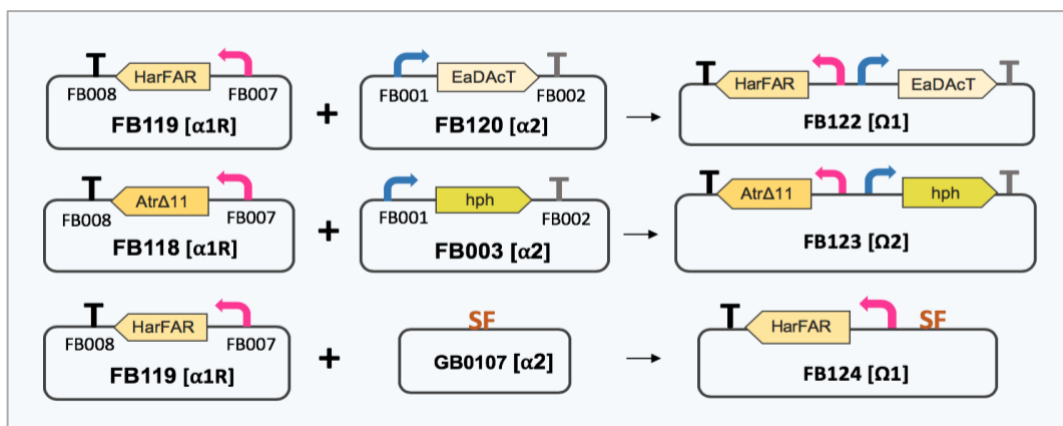 T HarFAR
FB008 FB007
FB119 [α1R]
+
EaDAcT T
FB001 FB002
FB120 [α2]
→
T HarFAR EaDAcT T
FB122 [Ω1]
T AtrΔ11
FB008 FB007
FB118 [α1R]
+
hph T
FB001 FB002
FB003 [α2]
→
T AtrΔ11 hph T
FB123 [Ω2]
T HarFAR
FB008 FB007
FB119 [α1R]
+
SF
GB0107 [α2]
→
T HarFAR SF
FB124 [Ω1]